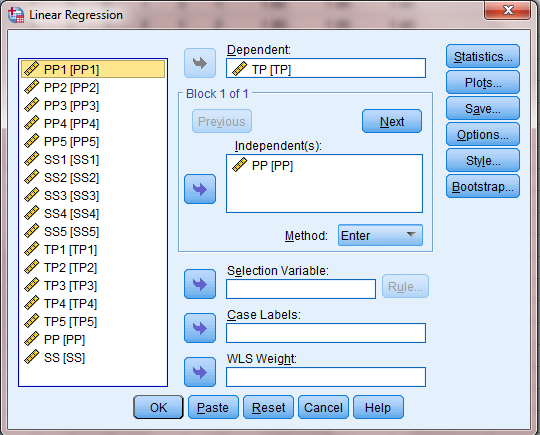 Linear Regression
PP1 [PP1]
PP2 [PP2]
PP3 [PP3]
PP4 [PP4]
PP5 [PP5]
SS1 [SS1]
SS2 [SS2]
SS3 [SS3]
SS4 [SS4]
SS5 [SS5]
TP1 [TP1]
TP2 [TP2]
TP3 [TP3]
TP4 [TP4]
TP5 [TP5]
PP [PP]
SS [SS]
Dependent:
TP [TP]
Block 1 of 1
Previous
Next
Independent(s):
PP [PP]
Method: Enter
Selection Variable:
Rule...
Case Labels:
WLS Weight:
Statistics...
Plots...
Save...
Options...
Style...
Bootstrap...
OK Paste Reset Cancel Help